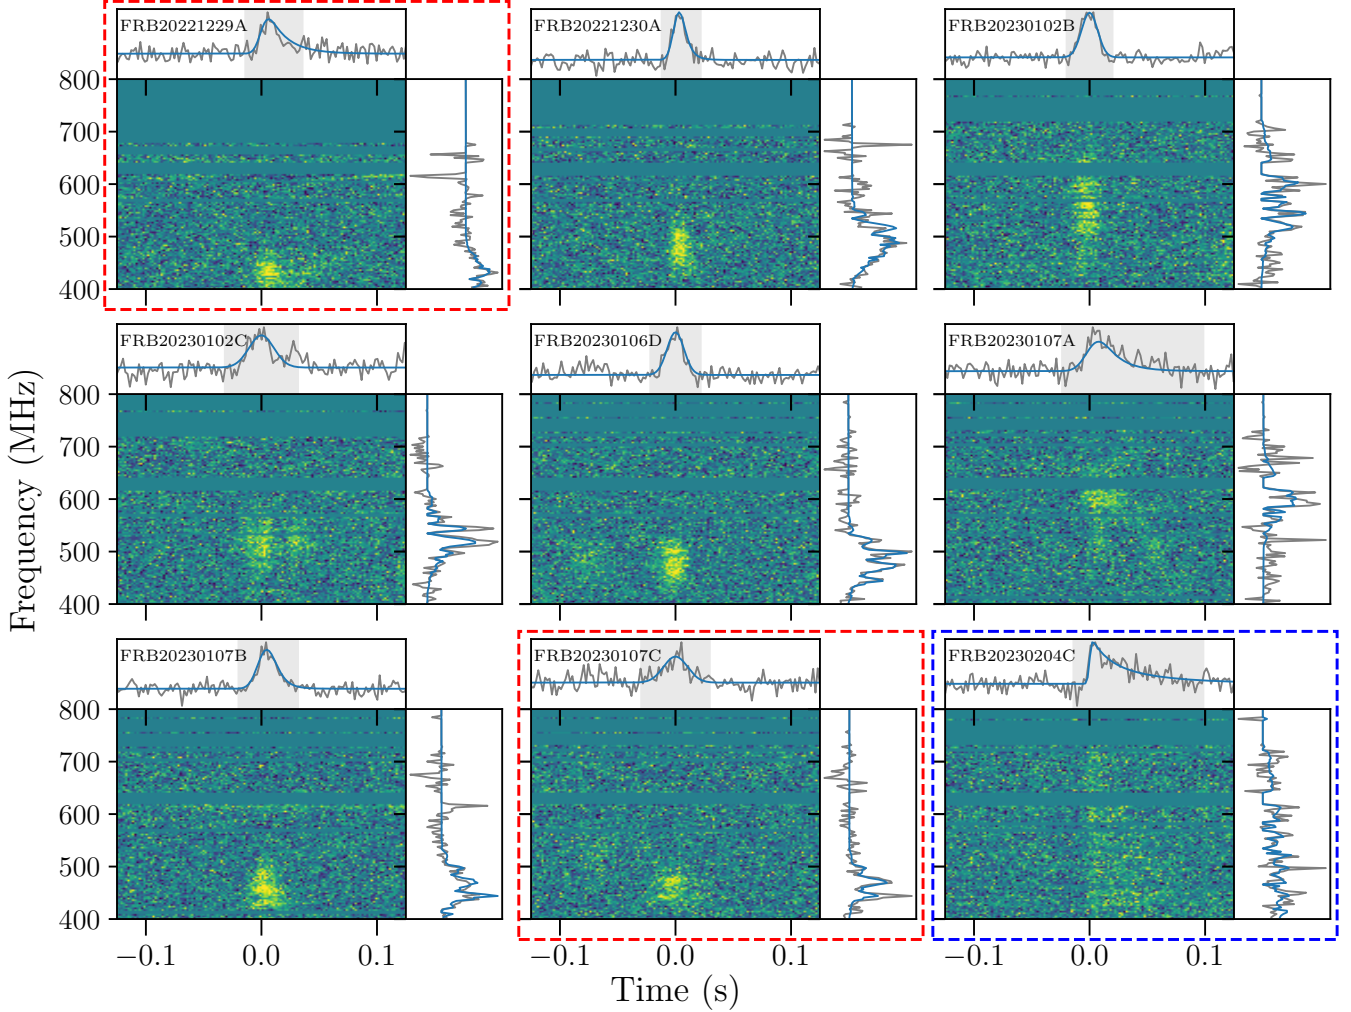 FRB20221229A FRB20221230A FRB20230102B
800
700
600
500
400
FRB20230102C FRB20230106D FRB20230107A
800
700
600
500
400
Frequency (MHz)
FRB20230107B FRB20230107C FRB20230204C
800
700
600
500
400
−0.1 0.0 0.1 −0.1 0.0 0.1 −0.1 0.0 0.1
Time (s)